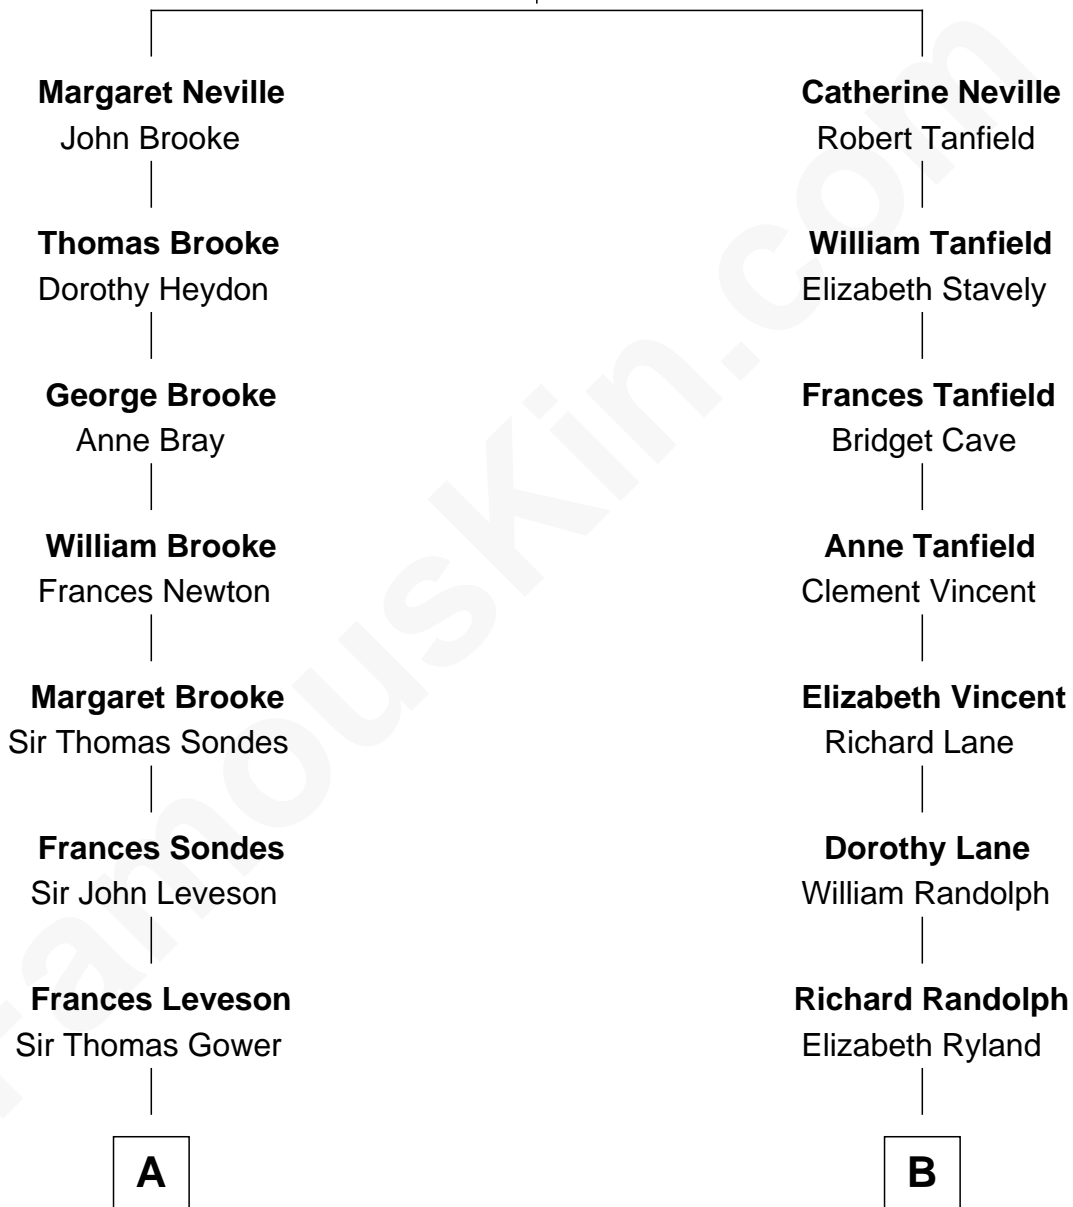 Margaret Neville
John Brooke
Thomas Brooke
Dorothy Heydon
George Brooke
Anne Bray
William Brooke
Frances Newton
Margaret Brooke
Sir Thomas Sondes
Frances Sondes
Sir John Leveson
Frances Leveson
Sir Thomas Gower
A
Catherine Neville
Robert Tanfield
William Tanfield
Elizabeth Stavely
Frances Tanfield
Bridget Cave
Anne Tanfield
Clement Vincent
Elizabeth Vincent
Richard Lane
Dorothy Lane
William Randolph
Richard Randolph
Elizabeth Ryland
B
FamousKin.com